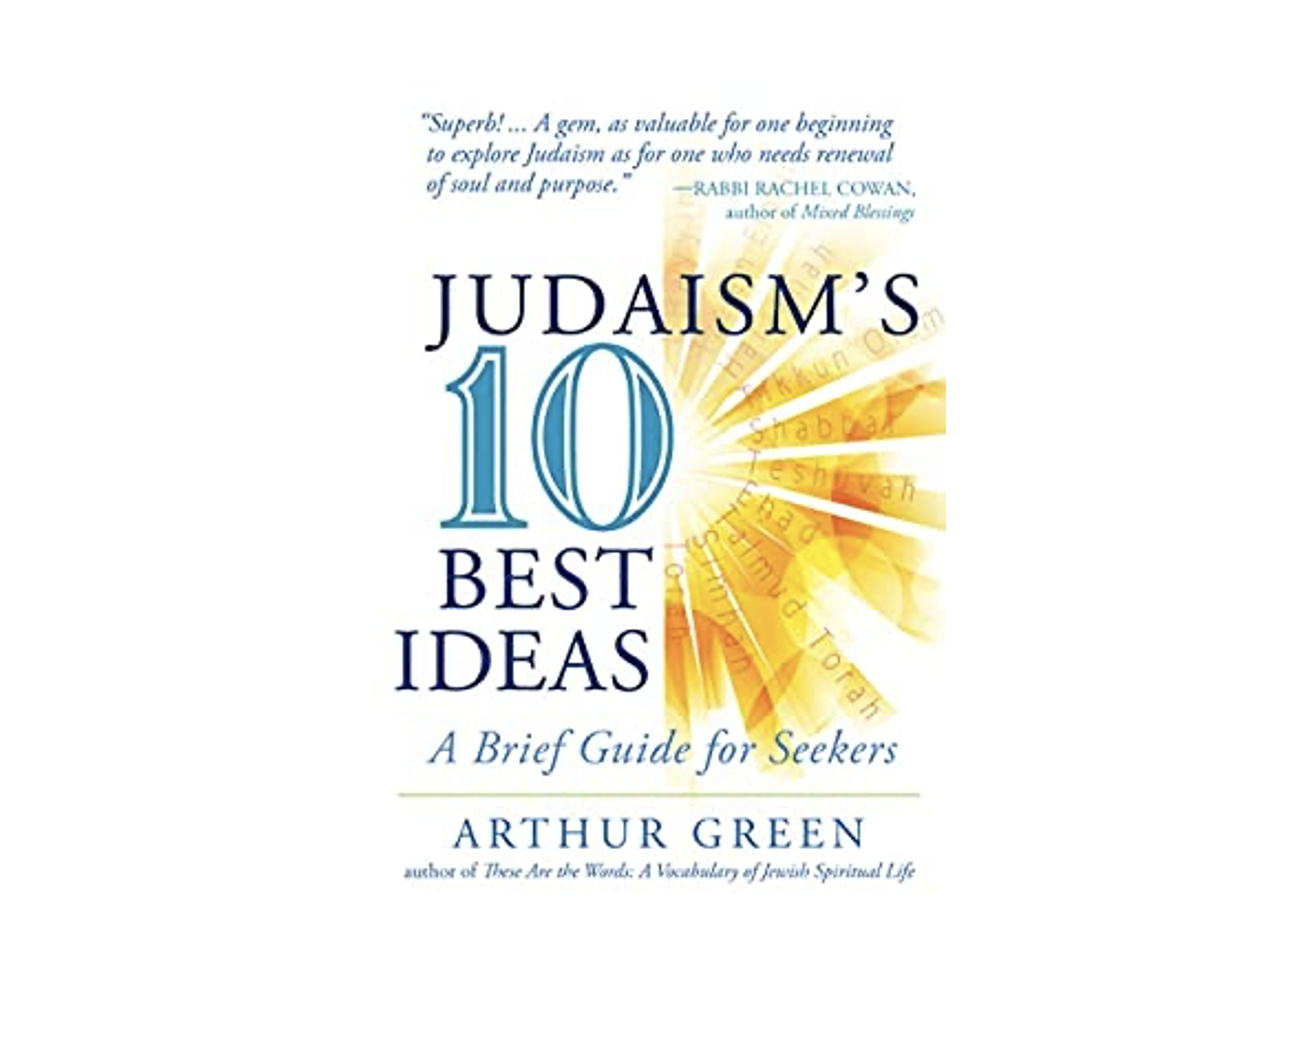 "Superb! ... A gem, as valuable for one beginning
to explore Judaism as for one who needs renewal
of soul and purpose."
—RABBI RACHEL COWAN,
author of Mixed Blessings
JUDAISM'S
10
BEST
IDEAS
Tikkun Olam
Shabbat
Teshuvah
Ehad
Talmud Torah
Simhah
Torah
A Brief Guide for Seekers
ARTHUR GREEN
author of These Are the Words: A Vocabulary of Jewish Spiritual Life